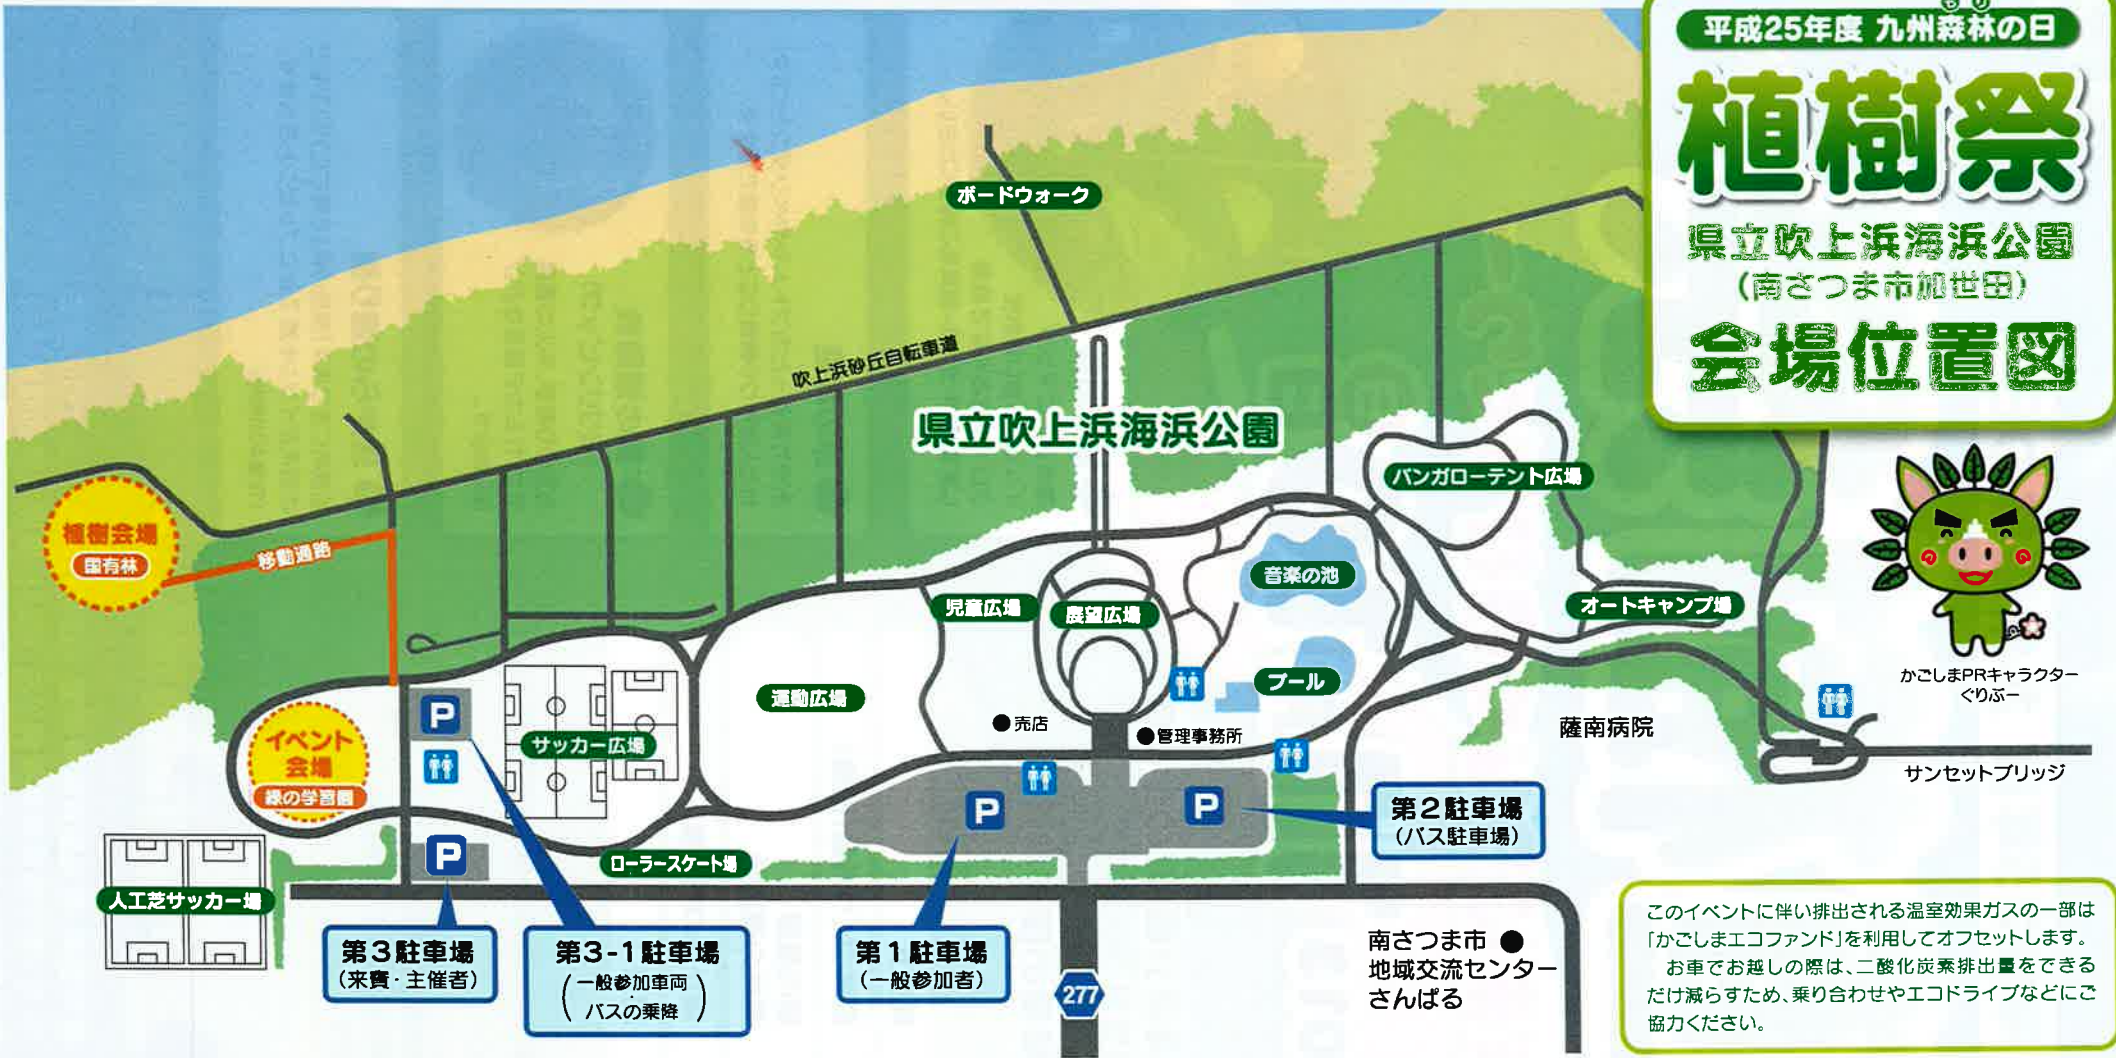 平成25年度 九州森林の日
もり
植樹祭
県立吹上浜海浜公園
(南さつま市加世田)
会場位置図
ボードウォーク
吹上浜砂丘自転車道
県立吹上浜海浜公園
バンガローテント広場
植樹会場
国有林
移動通路
音楽の池
児童広場
展望広場
オートキャンプ場
かごしまPRキャラクター
ぐりぶー
プール
運動広場
P
イベント
会場
緑の学習園
サッカー広場
●売店
●管理事務所
薩南病院
サンセットブリッジ
P
P
第2駐車場
(バス駐車場)
P
ローラースケート場
人工芝サッカー場
第3駐車場
(来賓・主催者)
第3-1駐車場
(一般参加車両
・
バスの乗降)
第1駐車場
(一般参加者)
277
南さつま市●
地域交流センター
さんぱる
このイベントに伴い排出される温室効果ガスの一部は
「かごしまエコファンド」を利用してオフセットします。
お車でお越しの際は、二酸化炭素排出量をできる
だけ減らすため、乗り合わせやエコドライブなどにご
協力ください。